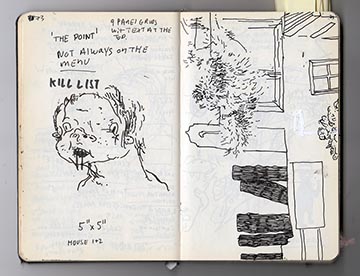 9 PANEL GRIDS
WITH TEXT AT THE
TOP.
'THE POINT'
NOT ALWAYS ON THE
MENU
KILL LIST
5" x 5"
MOUSE 1+2